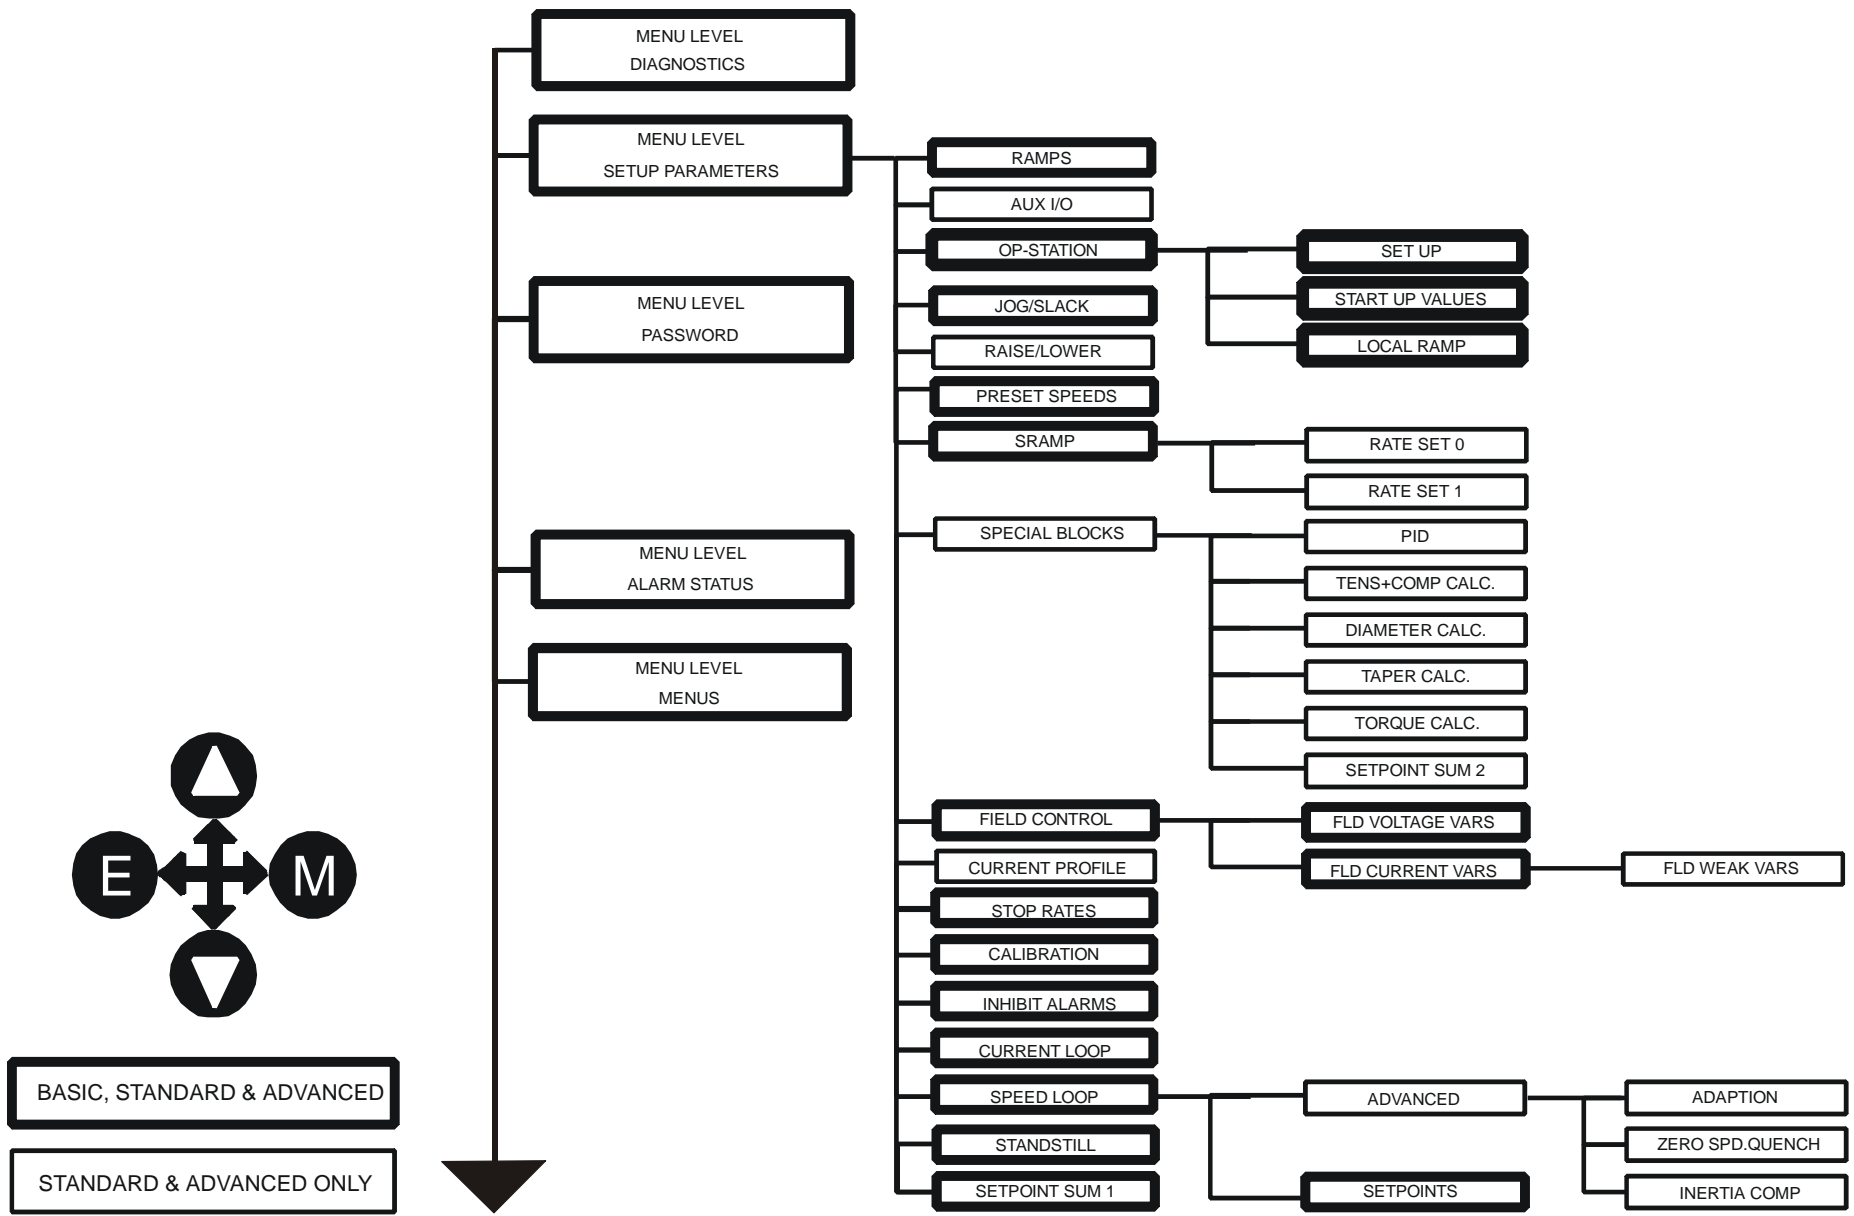 MENU LEVEL
DIAGNOSTICS
MENU LEVEL
SETUP PARAMETERS
MENU LEVEL
PASSWORD
MENU LEVEL
ALARM STATUS
MENU LEVEL
MENUS
RAMPS
AUX I/O
OP-STATION
SET UP
START UP VALUES
LOCAL RAMP
JOG/SLACK
RAISE/LOWER
PRESET SPEEDS
SRAMP
RATE SET 0
RATE SET 1
SPECIAL BLOCKS
PID
TENS+COMP CALC.
DIAMETER CALC.
TAPER CALC.
TORQUE CALC.
SETPOINT SUM 2
FIELD CONTROL
FLD VOLTAGE VARS
FLD CURRENT VARS
FLD WEAK VARS
CURRENT PROFILE
STOP RATES
CALIBRATION
INHIBIT ALARMS
CURRENT LOOP
SPEED LOOP
ADVANCED
ADAPTION
ZERO SPD.QUENCH
INERTIA COMP
SETPOINTS
STANDSTILL
SETPOINT SUM 1
E
M
BASIC, STANDARD & ADVANCED
STANDARD & ADVANCED ONLY